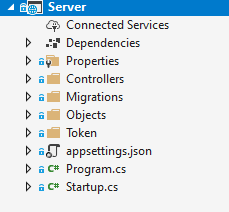 Server
Connected Services
Dependencies
Properties
Controllers
Migrations
Objects
Token
appsettings.json
C# Program.cs
C# Startup.cs